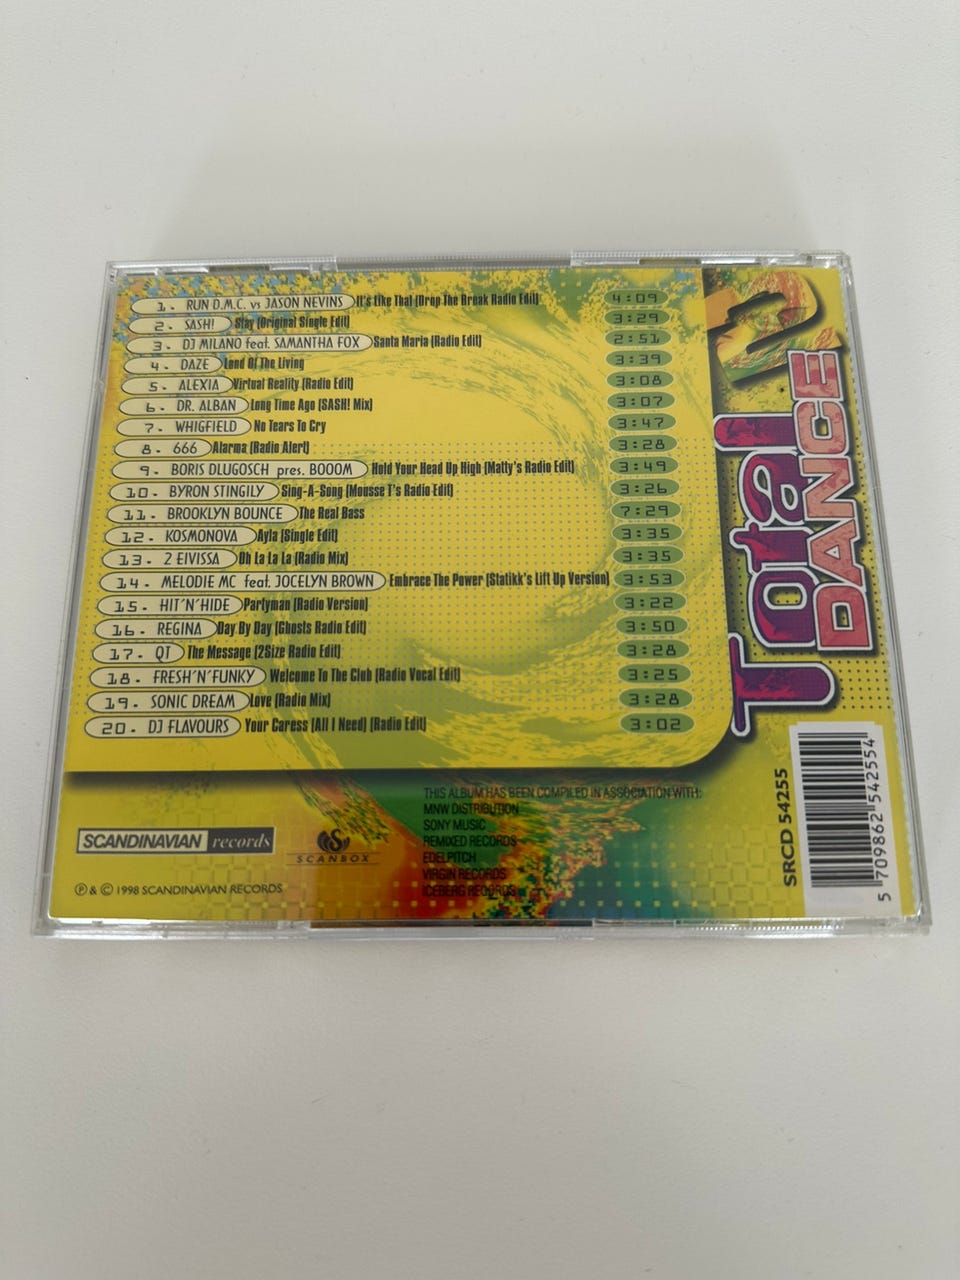 1. RUN D.M.C. vs JASON NEVINS It's Like That (Drop The Break Radio Edit) 4:09
2. SASH! Stay (Original Single Edit) 3:29
3. DJ MILANO feat. SAMANTHA FOX Santa Maria (Radio Edit) 2:51
4. DAZE Land Of The Living 3:39
5. ALEXIA Virtual Reality (Radio Edit) 3:08
6. DR. ALBAN Long Time Ago (SASH! Mix) 3:07
7. WHIGFIELD No Tears To Cry 3:47
8. 666 Alarma (Radio Alert) 3:28
9. BORIS DLUGOSCH pres. BOOOM Hold Your Head Up High (Matty's Radio Edit) 3:49
10. BYRON STINGILY Sing-A-Song (Mousse T's Radio Edit) 3:26
11. BROOKLYN BOUNCE The Real Bass 7:29
12. KOSMONOVA Ayla (Single Edit) 3:35
13. 2 EIVISSA Oh La La La (Radio Mix) 3:35
14. MELODIE MC feat. JOCELYN BROWN Embrace The Power (Statikk's Lift Up Version) 3:53
15. HIT'N'HIDE Partyman (Radio Version) 3:22
16. REGINA Day By Day (Ghosts Radio Edit) 3:50
17. QT The Message (2Size Radio Edit) 3:28
18. FRESH'N'FUNKY Welcome To The Club (Radio Vocal Edit) 3:25
19. SONIC DREAM Love (Radio Mix) 3:28
20. DJ FLAVOURS Your Caress (All I Need) (Radio Edit) 3:02
Total
DANCE
SCANDINAVIAN records
SCANBOX
℗ & © 1998 SCANDINAVIAN RECORDS
THIS ALBUM HAS BEEN COMPILED IN ASSOCIATION WITH:
MNW DISTRIBUTION
SONY MUSIC
REMIXED RECORDS
EDELPITCH
VIRGIN RECORDS
ICEBERG RECORDS
SRCD 54255
5 709862 542554